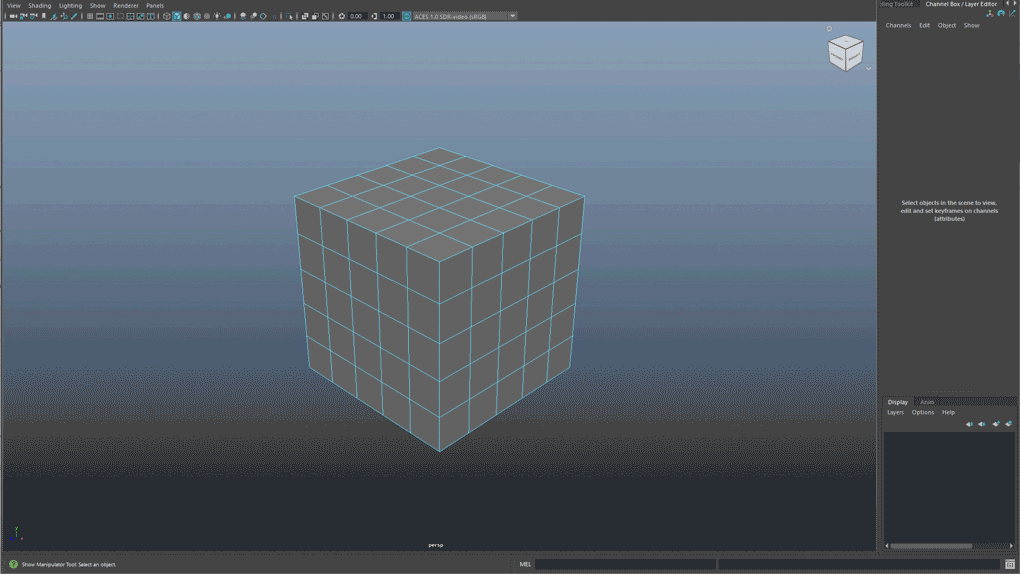 View Shading Lighting Show Renderer Panels
0.00 1.00 ACES 1.0 SDR-video (sRGB)
Channel Box / Layer Editor
Channels Edit Object Show
Select objects in the scene to view,
edit and set keyframes on channels
(attributes)
persp
Display Anim
Layers Options Help
Show Manipulator Tool: Select an object.
MEL